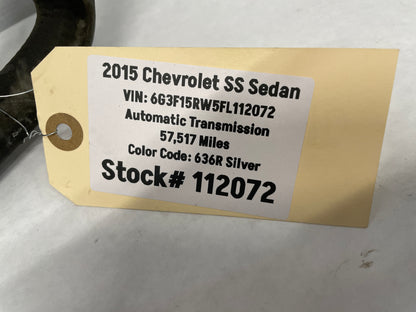 2015 Chevrolet SS Sedan
VIN: 6G3F15RW5FL112072
Automatic Transmission
57,517 Miles
Color Code: 636R Silver
Stock# 112072